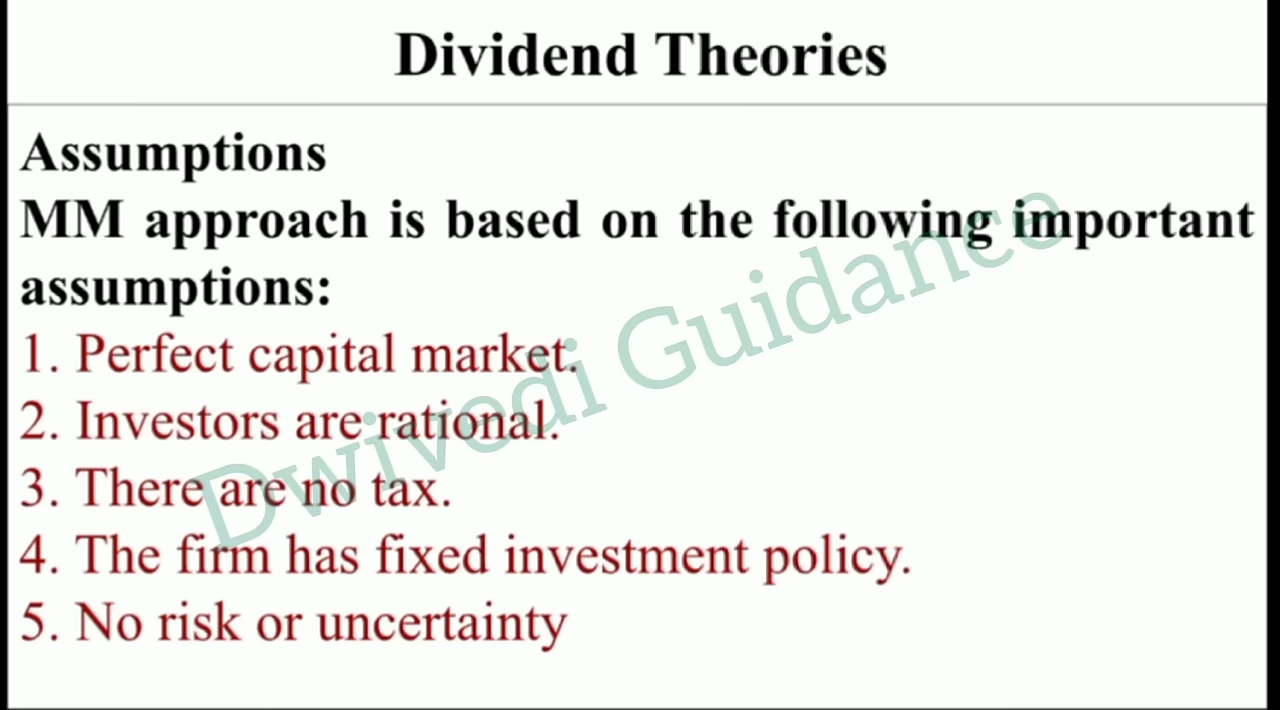 Dividend Theories
Assumptions
MM approach is based on the following important
assumptions:
1. Perfect capital market.
2. Investors are rational.
3. There are no tax.
4. The firm has fixed investment policy.
5. No risk or uncertainty
Dwivedi Guidance